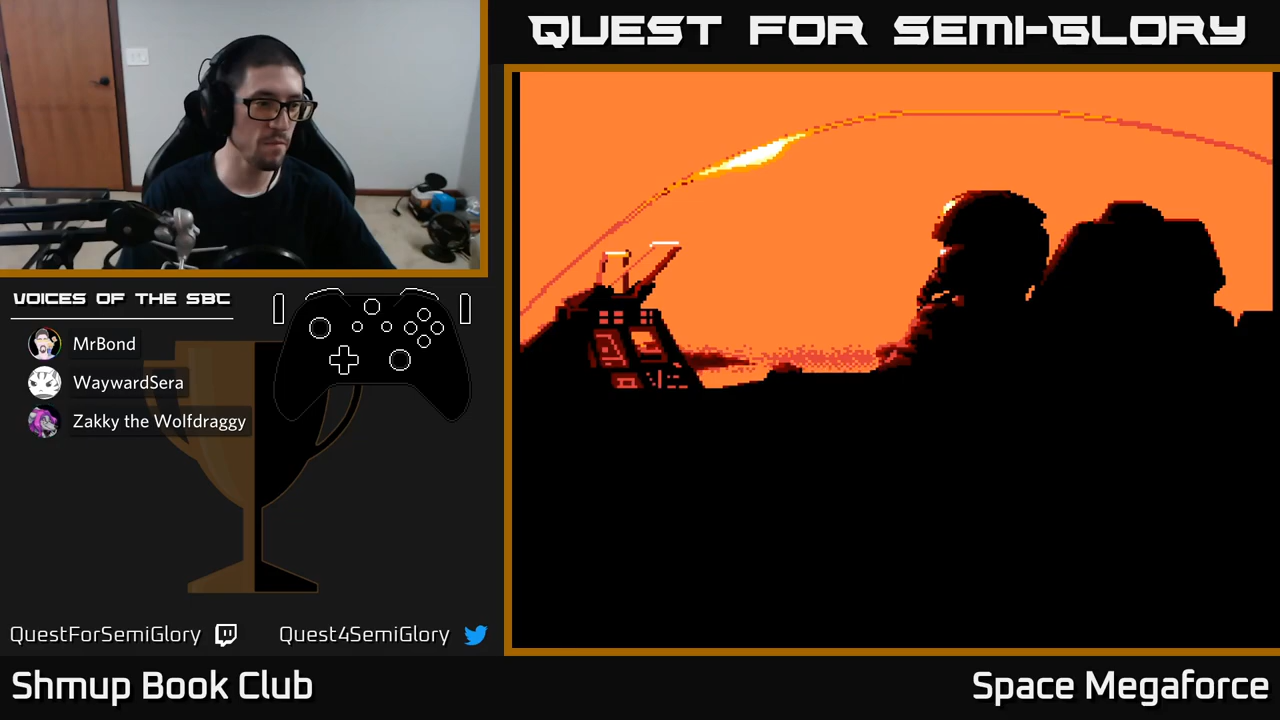 QUEST FOR SEMI-GLORY
VOICES OF THE SBC
MrBond
WaywardSera
Zakky the Wolfdraggy
QuestForSemiGlory
Quest4SemiGlory
Shmup Book Club
Space Megaforce